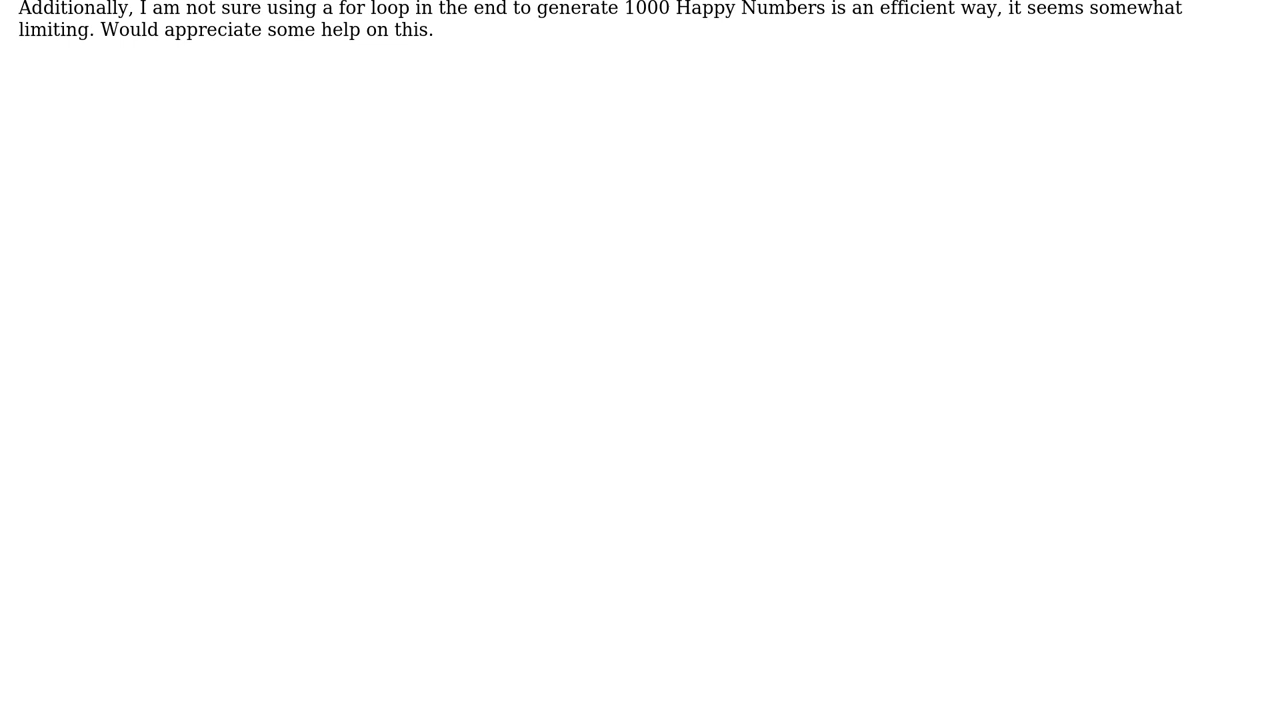 Additionally, I am not sure using a for loop in the end to generate 1000 Happy Numbers is an efficient way, it seems somewhat
limiting. Would appreciate some help on this.